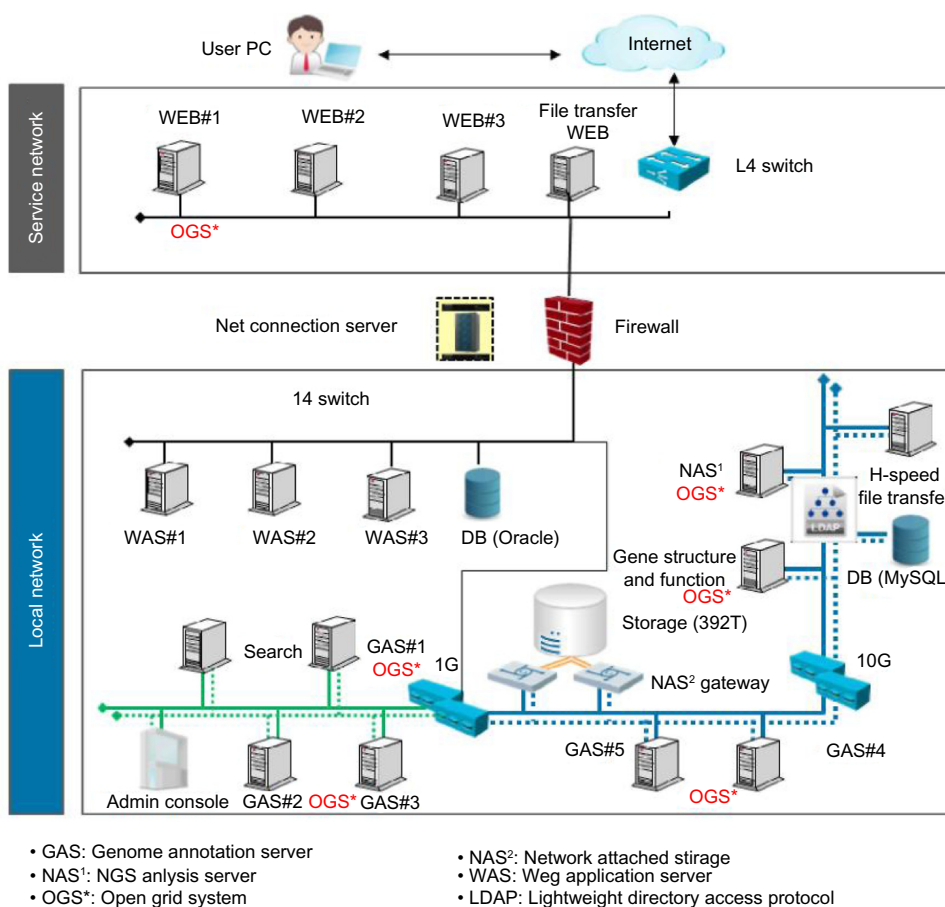 User PC
Internet
Service network
WEB#1
WEB#2
WEB#3
File transfer
WEB
L4 switch
OGS*
Net connection server
Firewall
Local network
14 switch
WAS#1
WAS#2
WAS#3
DB (Oracle)
NAS¹
OGS*
H-speed
file transfer
LDAP
Gene structure
and function
OGS*
DB (MySQL
Storage (392T)
Search
GAS#1
OGS*
1G
10G
NAS² gateway
GAS#5
GAS#4
Admin console
GAS#2
OGS*
GAS#3
OGS*
• GAS: Genome annotation server
• NAS¹: NGS anlysis server
• OGS*: Open grid system
• NAS²: Network attached stirage
• WAS: Weg application server
• LDAP: Lightweight directory access protocol